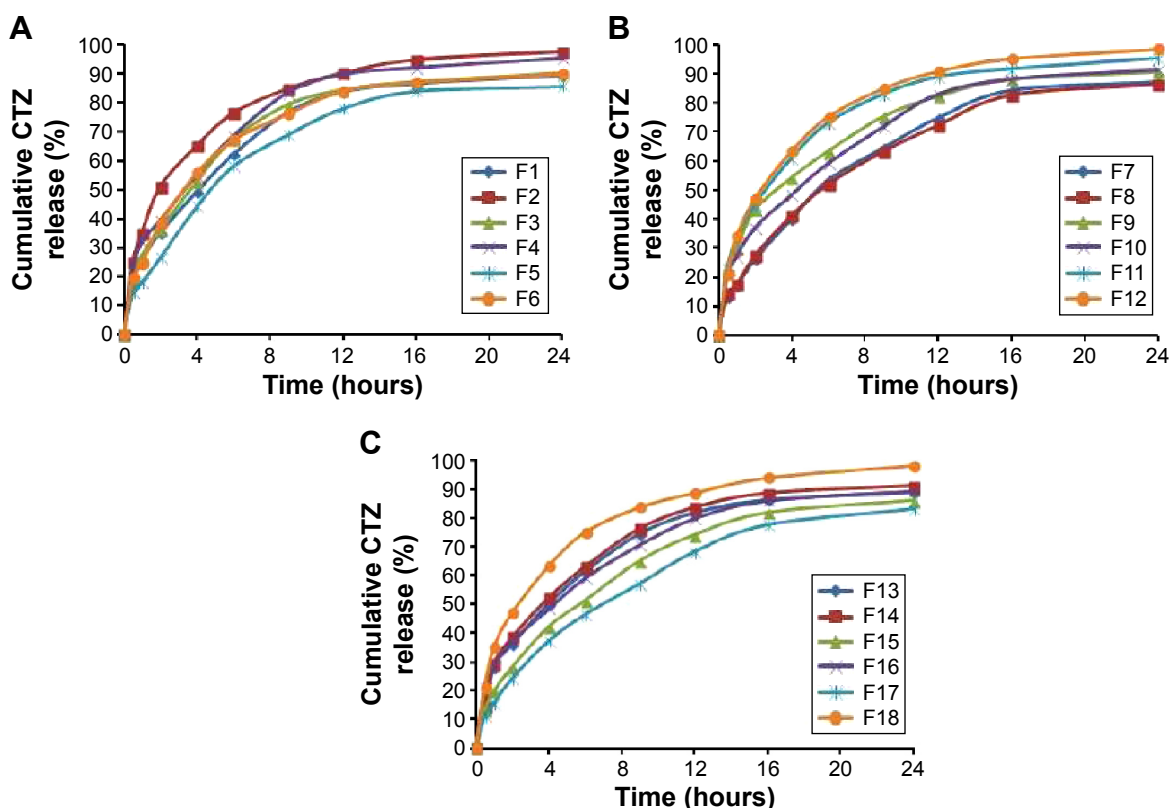 A
Cumulative CTZ
release (%)
100
90
80
70
60
50
40
30
20
10
0
0 4 8 12 16 20 24
Time (hours)
F1
F2
F3
F4
F5
F6
B
Cumulative CTZ
release (%)
100
90
80
70
60
50
40
30
20
10
0
0 4 8 12 16 20 24
Time (hours)
F7
F8
F9
F10
F11
F12
C
Cumulative CTZ
release (%)
100
90
80
70
60
50
40
30
20
10
0
0 4 8 12 16 20 24
Time (hours)
F13
F14
F15
F16
F17
F18